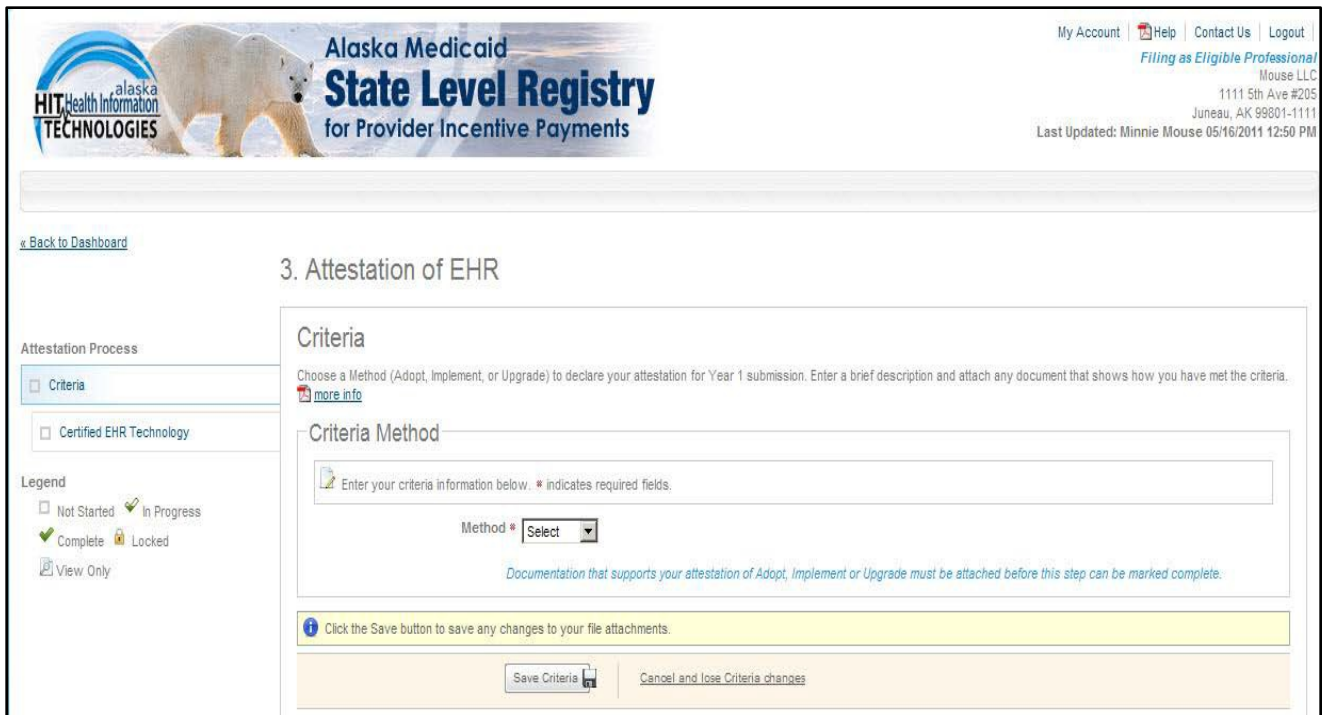 alaska
HIT Health Information
TECHNOLOGIES
Alaska Medicaid
State Level Registry
for Provider Incentive Payments
My Account | Help | Contact Us | Logout |
Filing as Eligible Professional
Mouse LLC
1111 5th Ave #205
Juneau, AK 99801-1111
Last Updated: Minnie Mouse 05/16/2011 12:50 PM
« Back to Dashboard
3. Attestation of EHR
Attestation Process
Criteria
Certified EHR Technology
Legend
Not Started In Progress
Complete Locked
View Only
Criteria
Choose a Method (Adopt, Implement, or Upgrade) to declare your attestation for Year 1 submission. Enter a brief description and attach any document that shows how you have met the criteria.
more info
Criteria Method
Enter your criteria information below. * indicates required fields.
Method * Select
Documentation that supports your attestation of Adopt, Implement or Upgrade must be attached before this step can be marked complete.
Click the Save button to save any changes to your file attachments.
Save Criteria Cancel and lose Criteria changes